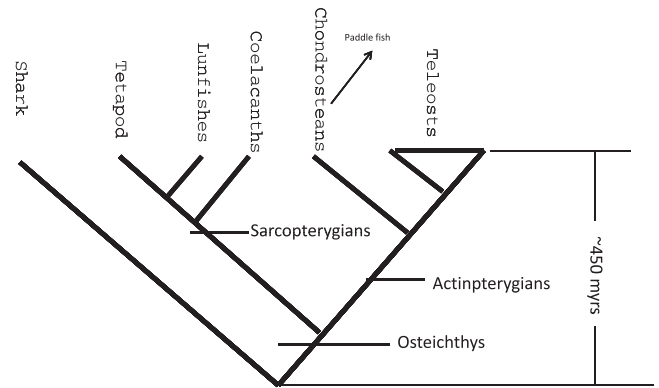 Shark
Tetapod
Lunfishes
Coelacanths
Chondrosteans
Paddle fish
Teleosts
Sarcopterygians
Actinpterygians
Osteichthys
~450 myrs